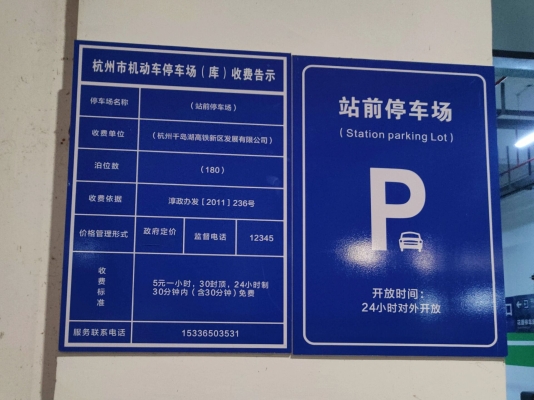 杭州市机动车停车场（库）收费告示
停车场名称 （站前停车场）
收费单位 （杭州千岛湖高铁新区发展有限公司）
泊位数 （180）
收费依据 淳政办发［2011］236号
价格管理形式 政府定价 监督电话 12345
收费标准
5元一小时，30封顶，24小时制
30分钟内（含30分钟）免费
服务联系电话 15336503531
站前停车场
（Station parking Lot）
P
开放时间：
24小时对外开放